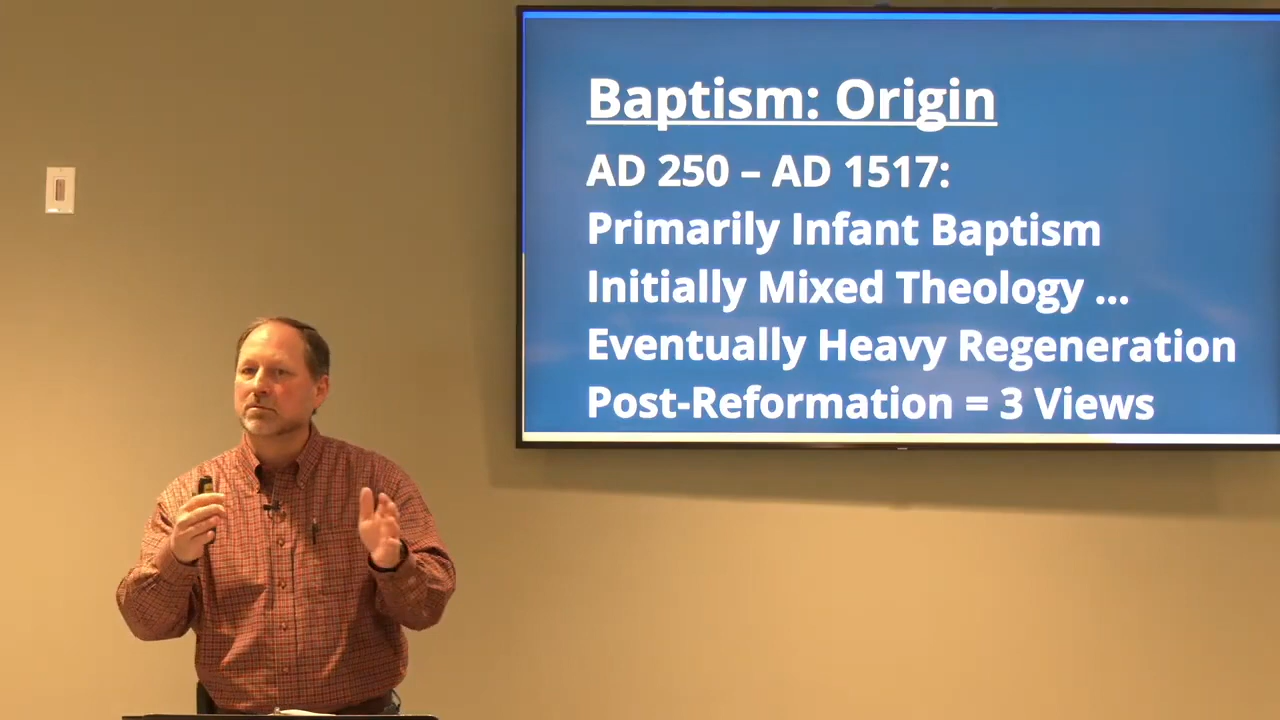 Baptism: Origin
AD 250 – AD 1517:
Primarily Infant Baptism
Initially Mixed Theology ...
Eventually Heavy Regeneration
Post-Reformation = 3 Views